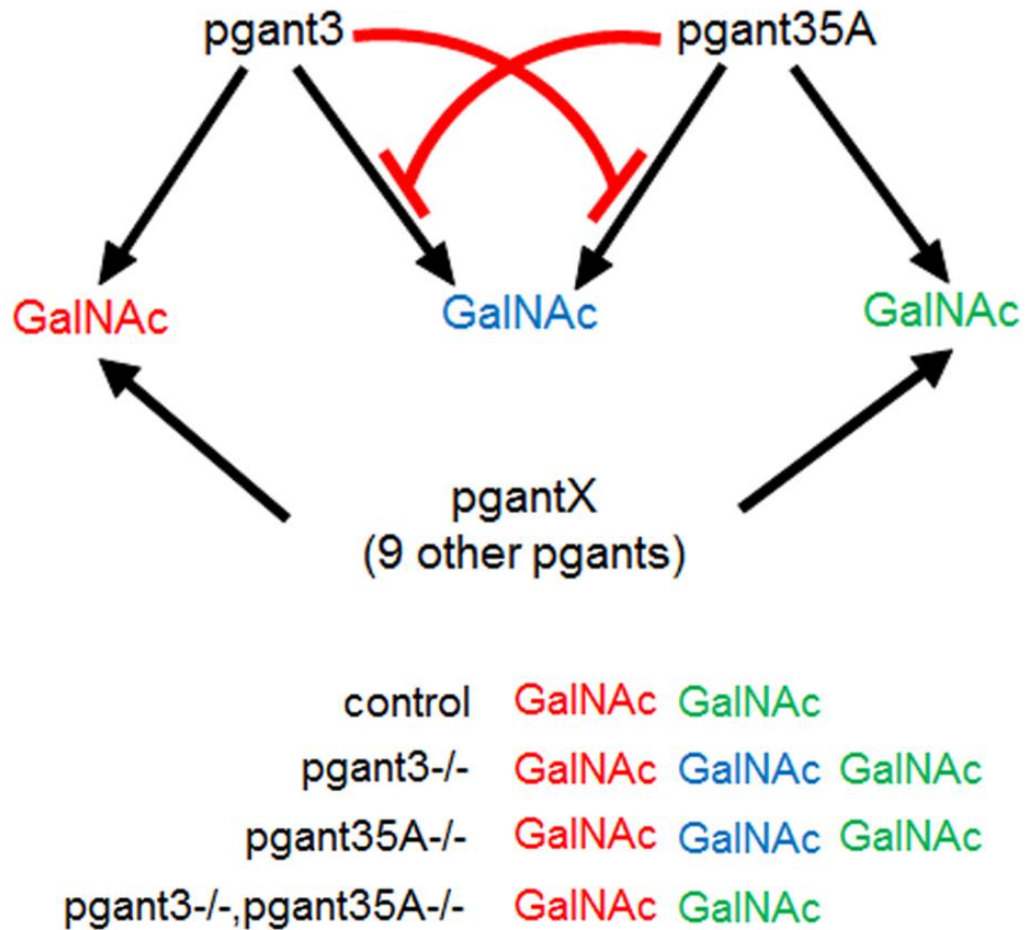 pgant3 pgant35A
GalNAc GalNAc GalNAc
pgantX
(9 other pgants)
control GalNAc GalNAc
pgant3-/- GalNAc GalNAc GalNAc
pgant35A-/- GalNAc GalNAc GalNAc
pgant3-/-,pgant35A-/- GalNAc GalNAc